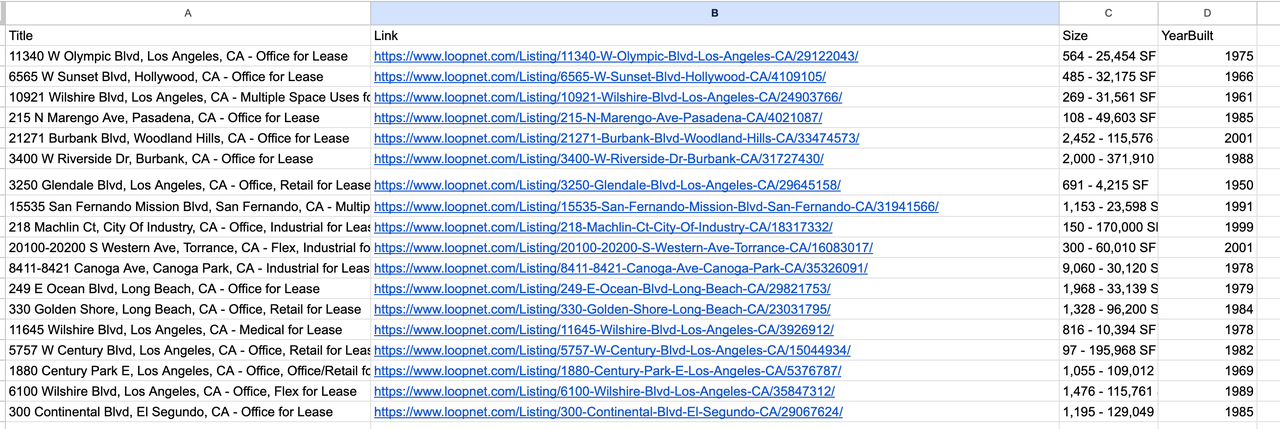 A B C D
Title Link Size YearBuilt
11340 W Olympic Blvd, Los Angeles, CA - Office for Lease https://www.loopnet.com/Listing/11340-W-Olympic-Blvd-Los-Angeles-CA/29122043/ 564 - 25,454 SF 1975
6565 W Sunset Blvd, Hollywood, CA - Office for Lease https://www.loopnet.com/Listing/6565-W-Sunset-Blvd-Hollywood-CA/4109105/ 485 - 32,175 SF 1966
10921 Wilshire Blvd, Los Angeles, CA - Multiple Space Uses https://www.loopnet.com/Listing/10921-Wilshire-Blvd-Los-Angeles-CA/24903766/ 269 - 31,561 SF 1961
215 N Marengo Ave, Pasadena, CA - Office for Lease https://www.loopnet.com/Listing/215-N-Marengo-Ave-Pasadena-CA/4021087/ 108 - 49,603 SF 1985
21271 Burbank Blvd, Woodland Hills, CA - Office for Lease https://www.loopnet.com/Listing/21271-Burbank-Blvd-Woodland-Hills-CA/33474573/ 2,452 - 115,576 2001
3400 W Riverside Dr, Burbank, CA - Office for Lease https://www.loopnet.com/Listing/3400-W-Riverside-Dr-Burbank-CA/31727430/ 2,000 - 371,910 1988
3250 Glendale Blvd, Los Angeles, CA - Office, Retail for Lease https://www.loopnet.com/Listing/3250-Glendale-Blvd-Los-Angeles-CA/29645158/ 691 - 4,215 SF 1950
15535 San Fernando Mission Blvd, San Fernando, CA - Multip https://www.loopnet.com/Listing/15535-San-Fernando-Mission-Blvd-San-Fernando-CA/31941566/ 1,153 - 23,598 S 1991
218 Machlin Ct, City Of Industry, CA - Office, Industrial for Leas https://www.loopnet.com/Listing/218-Machlin-Ct-City-Of-Industry-CA/18317332/ 150 - 170,000 S 1999
20100-20200 S Western Ave, Torrance, CA - Flex, Industrial fo https://www.loopnet.com/Listing/20100-20200-S-Western-Ave-Torrance-CA/16083017/ 300 - 60,010 SF 2001
8411-8421 Canoga Ave, Canoga Park, CA - Industrial for Leas https://www.loopnet.com/Listing/8411-8421-Canoga-Ave-Canoga-Park-CA/35326091/ 9,060 - 30,120 S 1978
249 E Ocean Blvd, Long Beach, CA - Office for Lease https://www.loopnet.com/Listing/249-E-Ocean-Blvd-Long-Beach-CA/29821753/ 1,968 - 33,139 S 1979
330 Golden Shore, Long Beach, CA - Office, Retail for Lease https://www.loopnet.com/Listing/330-Golden-Shore-Long-Beach-CA/23031795/ 1,328 - 96,200 S 1984
11645 Wilshire Blvd, Los Angeles, CA - Medical for Lease https://www.loopnet.com/Listing/11645-Wilshire-Blvd-Los-Angeles-CA/3926912/ 816 - 10,394 SF 1978
5757 W Century Blvd, Los Angeles, CA - Office, Retail for Leas https://www.loopnet.com/Listing/5757-W-Century-Blvd-Los-Angeles-CA/15044934/ 97 - 195,968 SF 1982
1880 Century Park E, Los Angeles, CA - Office, Office/Retail fo https://www.loopnet.com/Listing/1880-Century-Park-E-Los-Angeles-CA/5376787/ 1,055 - 109,012 1969
6100 Wilshire Blvd, Los Angeles, CA - Office, Flex for Lease https://www.loopnet.com/Listing/6100-Wilshire-Blvd-Los-Angeles-CA/35847312/ 1,476 - 115,761 1989
300 Continental Blvd, El Segundo, CA - Office for Lease https://www.loopnet.com/Listing/300-Continental-Blvd-El-Segundo-CA/29067624/ 1,195 - 129,049 1985